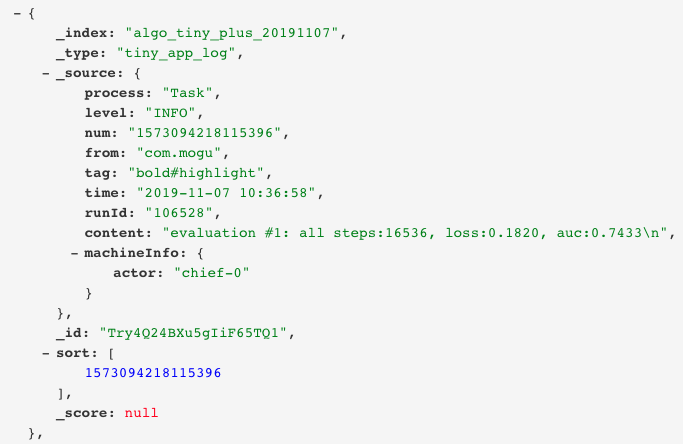 – {
_index: "algo_tiny_plus_20191107",
_type: "tiny_app_log",
– _source: {
process: "Task",
level: "INFO",
num: "1573094218115396",
from: "com.mogu",
tag: "bold#highlight",
time: "2019-11-07 10:36:58",
runId: "106528",
content: "evaluation #1: all steps:16536, loss:0.1820, auc:0.7433\n",
– machineInfo: {
actor: "chief-0"
}
},
_id: "Try4Q24BXu5gIiF65TQ1",
– sort: [
1573094218115396
],
_score: null
},